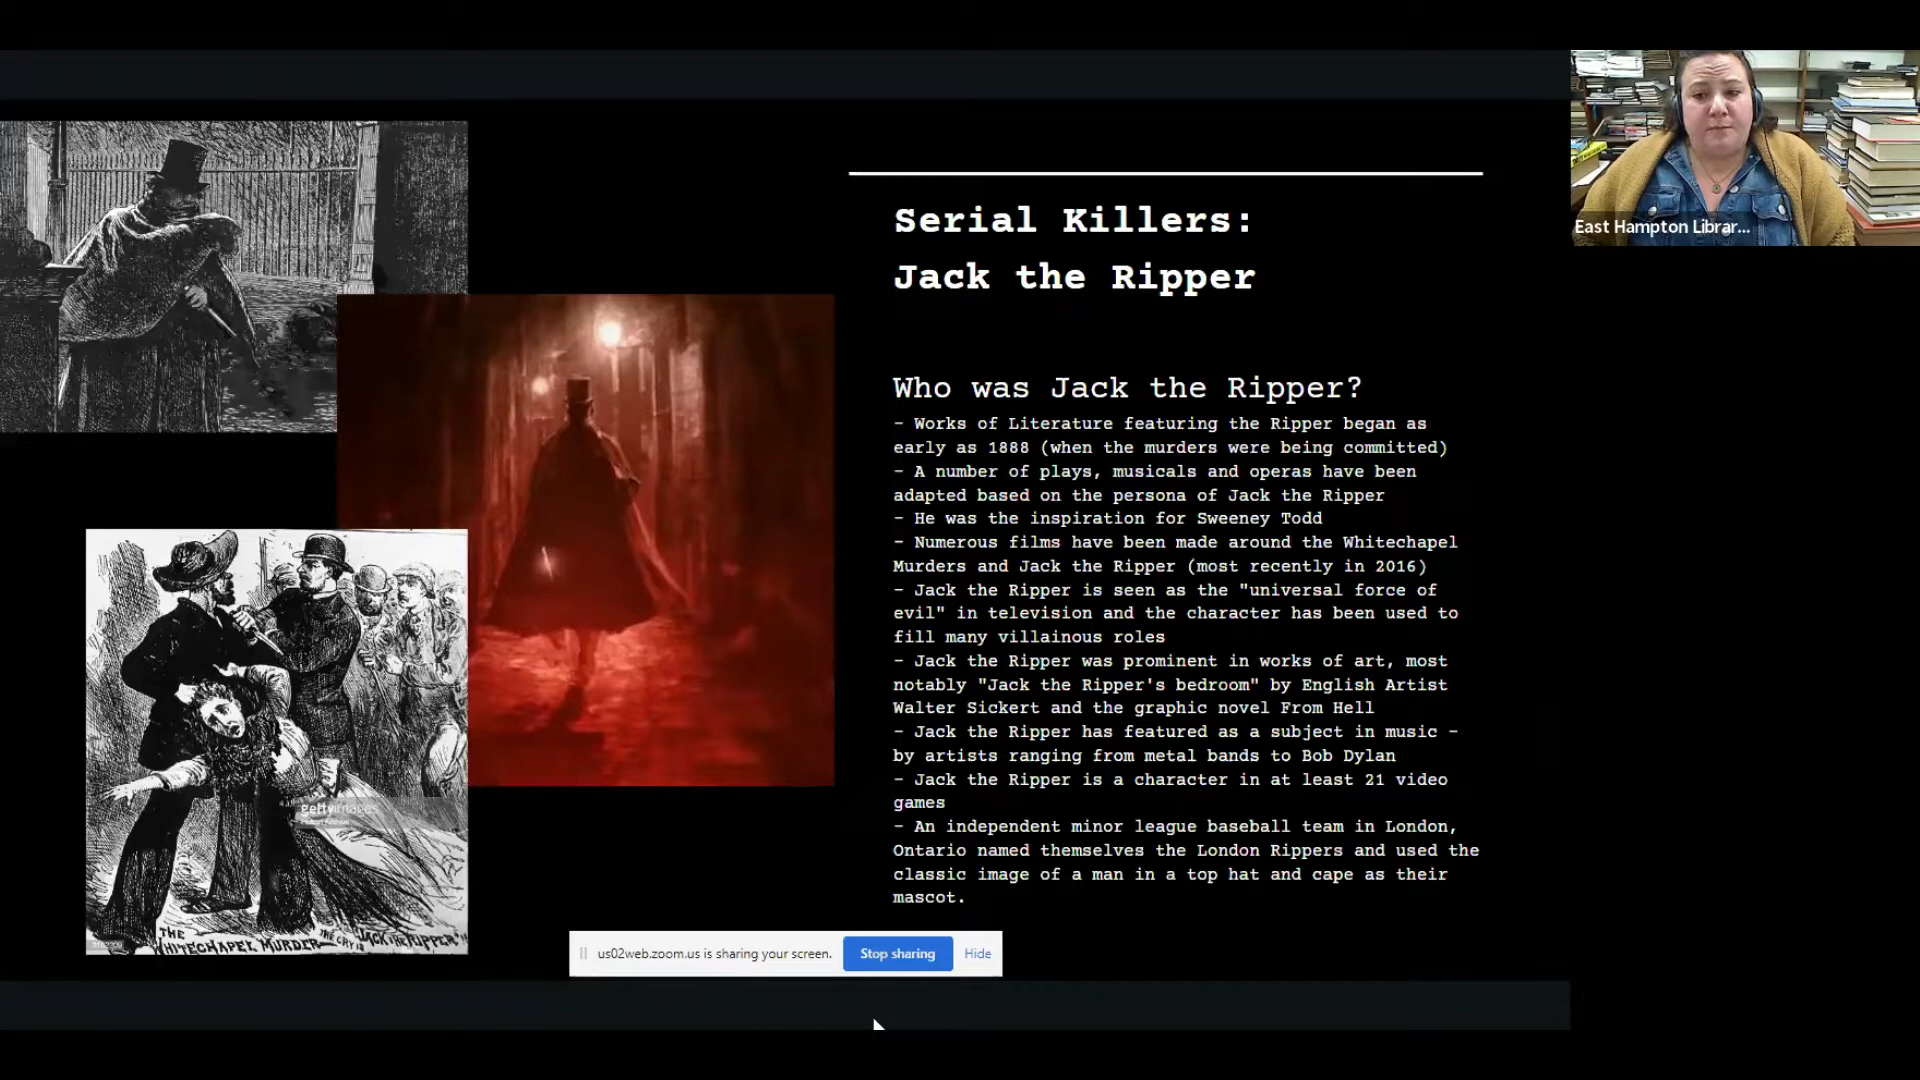 East Hampton Librar...
Serial Killers:
Jack the Ripper
Who was Jack the Ripper?
- Works of Literature featuring the Ripper began as
early as 1888 (when the murders were being committed)
- A number of plays, musicals and operas have been
adapted based on the persona of Jack the Ripper
- He was the inspiration for Sweeney Todd
- Numerous films have been made around the Whitechapel
Murders and Jack the Ripper (most recently in 2016)
- Jack the Ripper is seen as the "universal force of
evil" in television and the character has been used to
fill many villainous roles
- Jack the Ripper was prominent in works of art, most
notably "Jack the Ripper's bedroom" by English Artist
Walter Sickert and the graphic novel From Hell
- Jack the Ripper has featured as a subject in music -
by artists ranging from metal bands to Bob Dylan
- Jack the Ripper is a character in at least 21 video
games
- An independent minor league baseball team in London,
Ontario named themselves the London Rippers and used the
classic image of a man in a top hat and cape as their
mascot.
gettyimages
THE
WHITECHAPEL MURDER THE CRY IS "JACK THE RIPPER"!!
us02web.zoom.us is sharing your screen. Stop sharing Hide